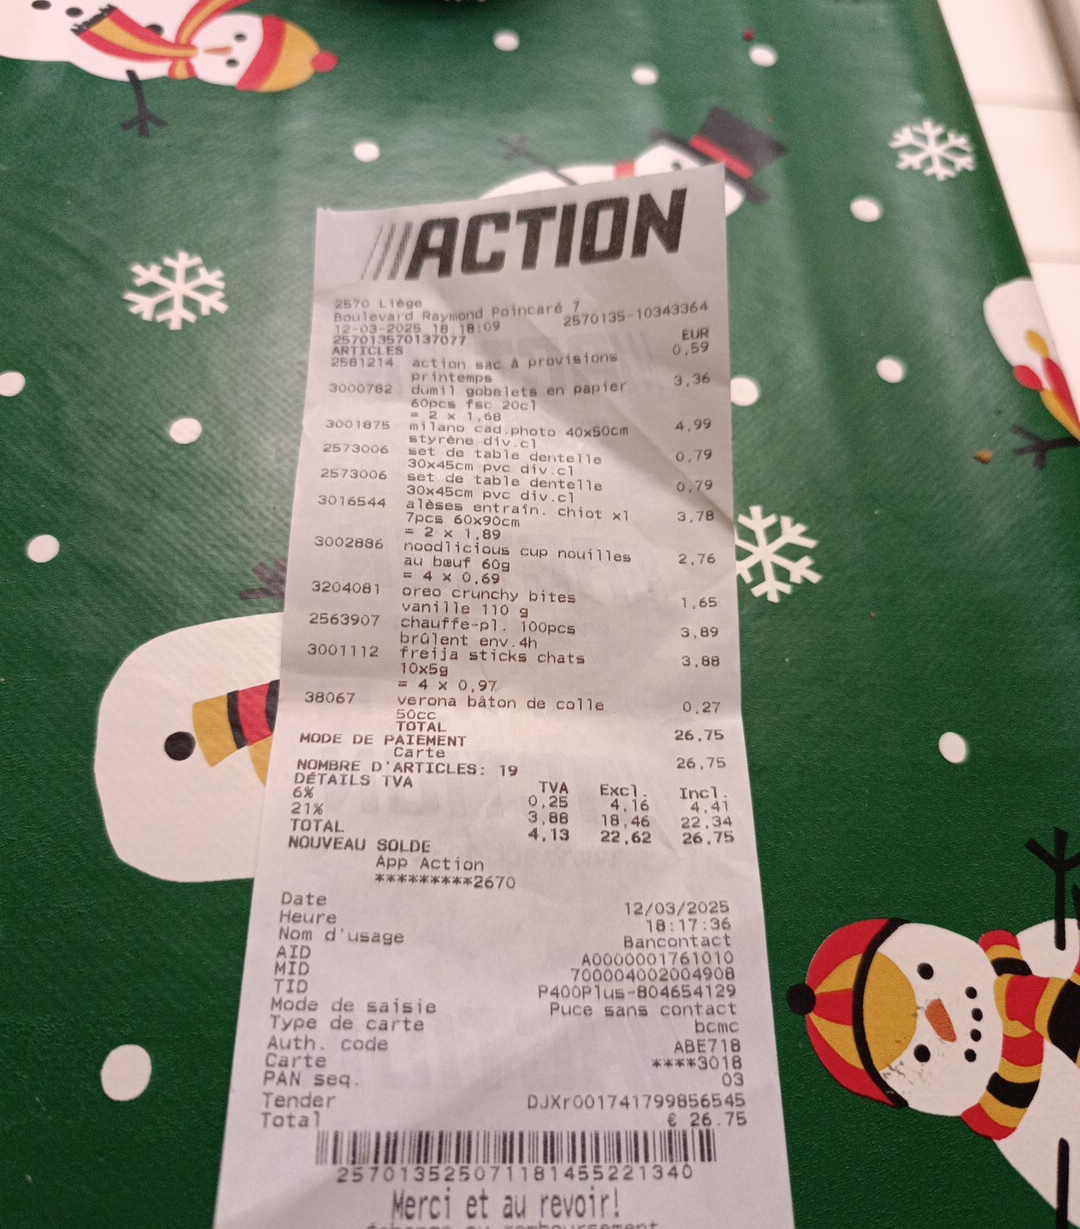 ACTION
2570 Liège
Boulevard Raymond Poincaré 7
12-03-2025 18:18:09 2570135-10343364
257013570137077 EUR
ARTICLES
2581214 action sac à provisions 0,59
printemps
3000782 dumil gobelets en papier 3,36
60pcs fsc 20cl
= 2 x 1,68
3001875 milano cad.photo 40x50cm 4,99
styrène div.cl
2573006 set de table dentelle 0,79
30x45cm pvc div.cl
2573006 set de table dentelle 0,79
30x45cm pvc div.cl
3016544 alèses entraîn. chiot xl 3,78
7pcs 60x90cm
= 2 x 1,89
3002886 noodlicious cup nouilles 2,76
au bœuf 60g
= 4 x 0,69
3204081 oreo crunchy bites 1,65
vanille 110 g
2563907 chauffe-pl. 100pcs 3,89
brûlent env.4h
3001112 freija sticks chats 3,88
10x5g
= 4 x 0,97
38067 verona bâton de colle 0,27
50cc
TOTAL 26,75
MODE DE PAIEMENT
Carte 26,75
NOMBRE D'ARTICLES: 19
DÉTAILS TVA TVA Excl. Incl.
6% 0,25 4,16 4,41
21% 3,88 18,46 22,34
TOTAL 4,13 22,62 26,75
NOUVEAU SOLDE
App Action
*********2670
Date 12/03/2025
Heure 18:17:36
Nom d'usage Bancontact
AID A0000001761010
MID 700004002004908
TID P400Plus-804654129
Mode de saisie Puce sans contact
Type de carte bcmc
Auth. code ABE718
Carte ****3018
PAN seq. 03
Tender DJXr001741799856545
Total € 26.75
2570135250711814552213​40
Merci et au revoir!
échange ou remboursement